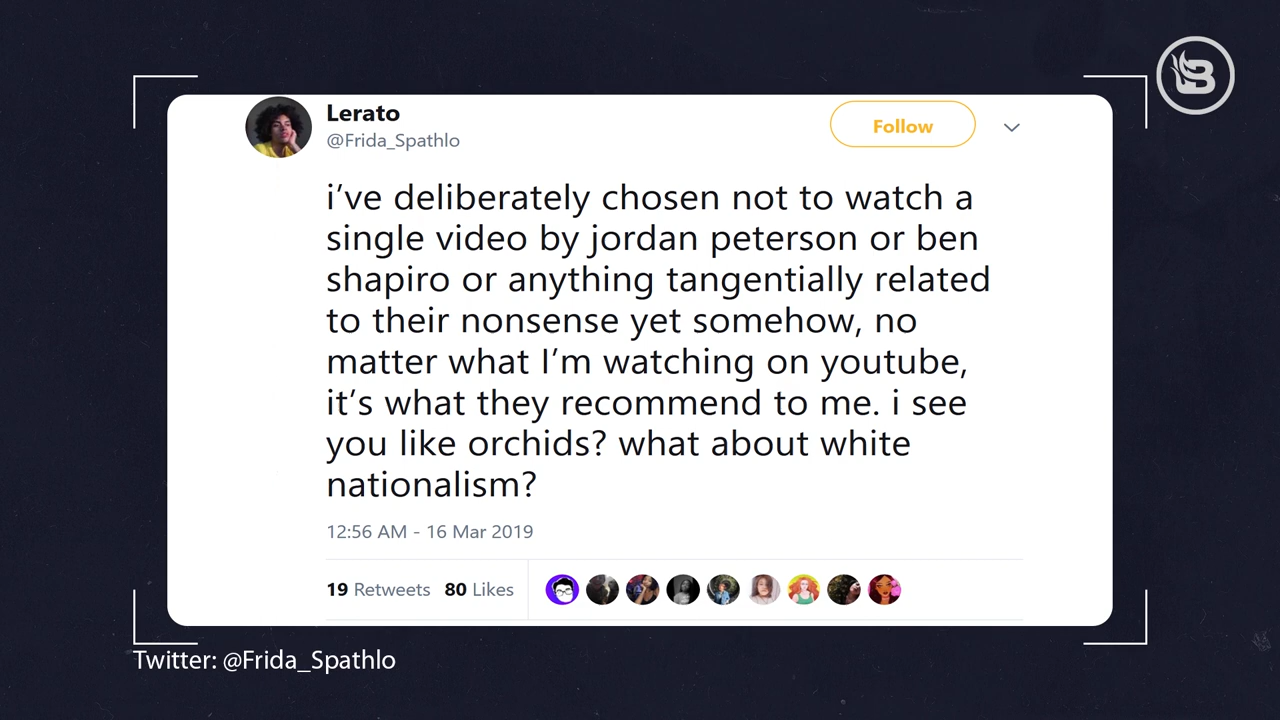 Lerato
@Frida_Spathlo
Follow
i’ve deliberately chosen not to watch a
single video by jordan peterson or ben
shapiro or anything tangentially related
to their nonsense yet somehow, no
matter what I’m watching on youtube,
it’s what they recommend to me. i see
you like orchids? what about white
nationalism?
12:56 AM - 16 Mar 2019
19 Retweets 80 Likes
Twitter: @Frida_Spathlo
B